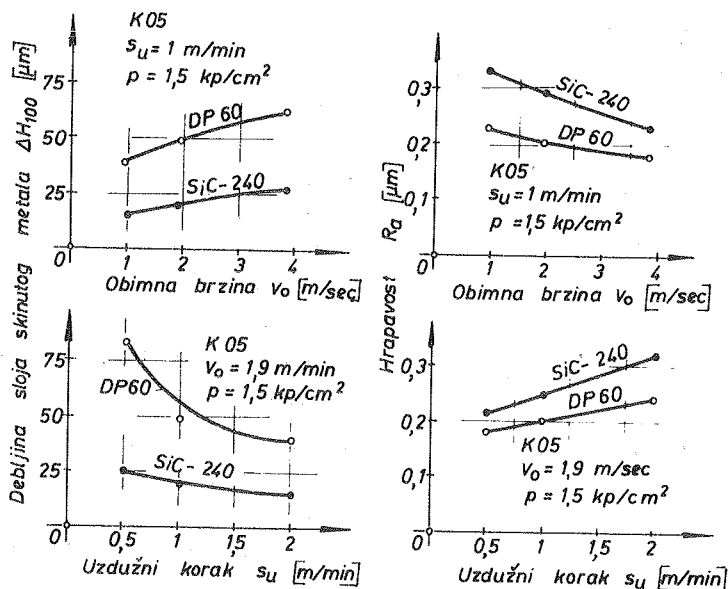 Debljina sloja skinutog metala ΔH100 [μm]
K05
su = 1 m/min
p = 1,5 kp/cm²
75
50
25
0
DP 60
SiC-240
1 2 3 4
Obimna brzina vo [m/sec]
Hrapavost Ra [μm]
0,3
0,2
0,1
0
SiC-240
DP 60
K05
su = 1 m/min
p = 1,5 kp/cm²
1 2 3 4
Obimna brzina vo [m/sec]
75
50
25
0
K05
vo = 1,9 m/min
p = 1,5 kp/cm²
DP60
SiC-240
0,5 1 1,5 2
Uzdužni korak su [m/min]
0,3
0,2
0,1
0
SiC-240
DP 60
K05
vo = 1,9 m/sec
p = 1,5 kp/cm²
0,5 1 1,5 2
Uzdužni korak su [m/min]